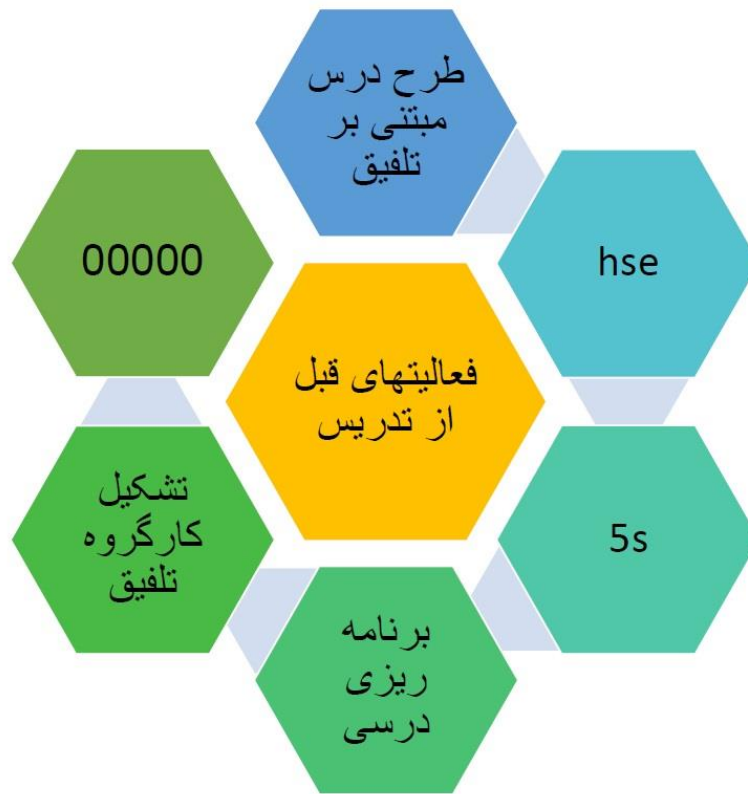 طرح درس
مبتنی بر
تلفیق
hse
5s
برنامه
ریزی
درسی
تشکیل
کارگروه
تلفیق
00000
فعالیتهای قبل
از تدریس